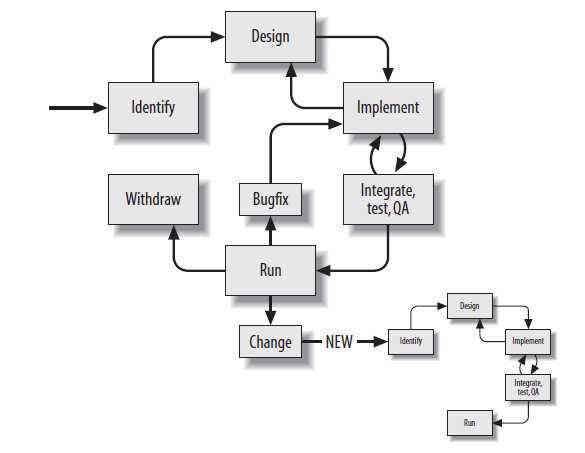 Design
Identify
Implement
Withdraw
Bugfix
Integrate,
test, QA
Run
Change
NEW
Identify
Design
Implement
Integrate,
test, QA
Run